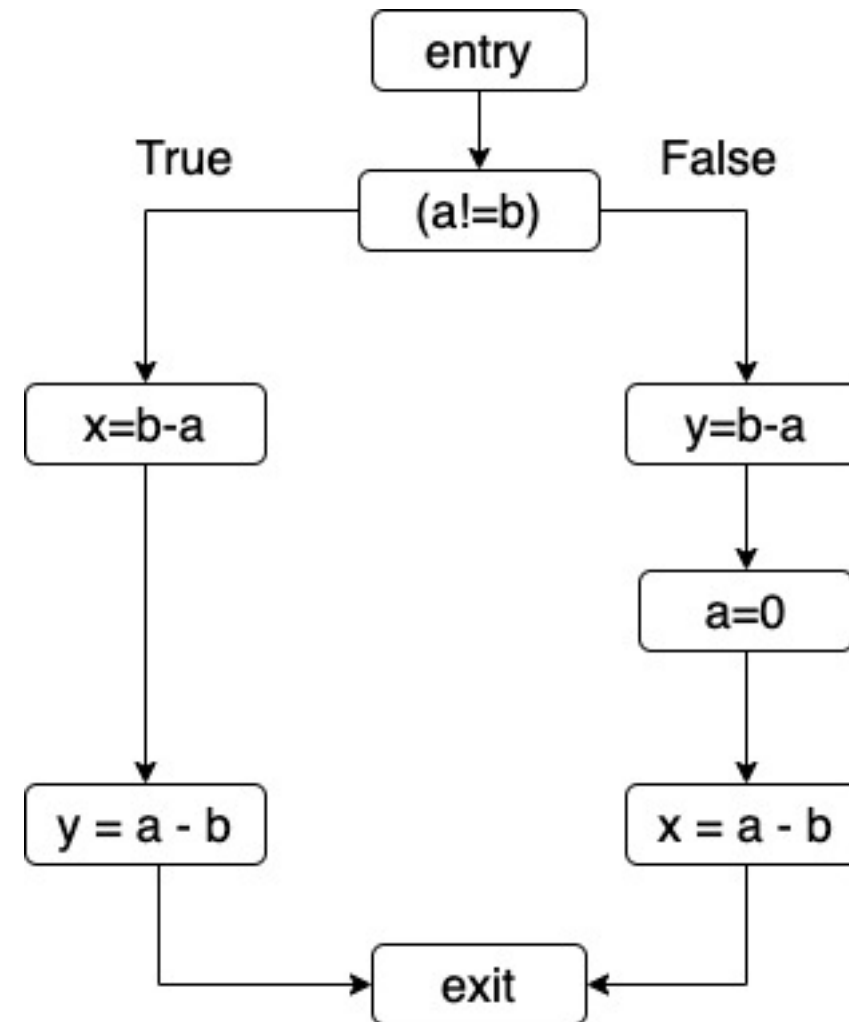 entry
True
False
(a!=b)
x=b-a
y=b-a
a=0
y = a - b
x = a - b
exit